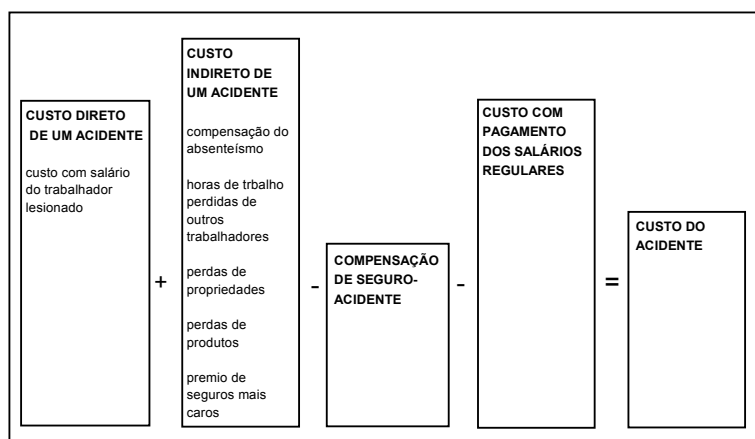 CUSTO DIRETO
DE UM ACIDENTE
custo com salário
do trabalhador
lesionado
+
CUSTO
INDIRETO DE
UM ACIDENTE
compensação do
absenteísmo
horas de trbalho
perdidas de
outros
trabalhadores
perdas de
propriedades
perdas de
produtos
premio de
seguros mais
caros
-
COMPENSAÇÃO
DE SEGURO-
ACIDENTE
-
CUSTO COM
PAGAMENTO
DOS SALÁRIOS
REGULARES
=
CUSTO DO
ACIDENTE